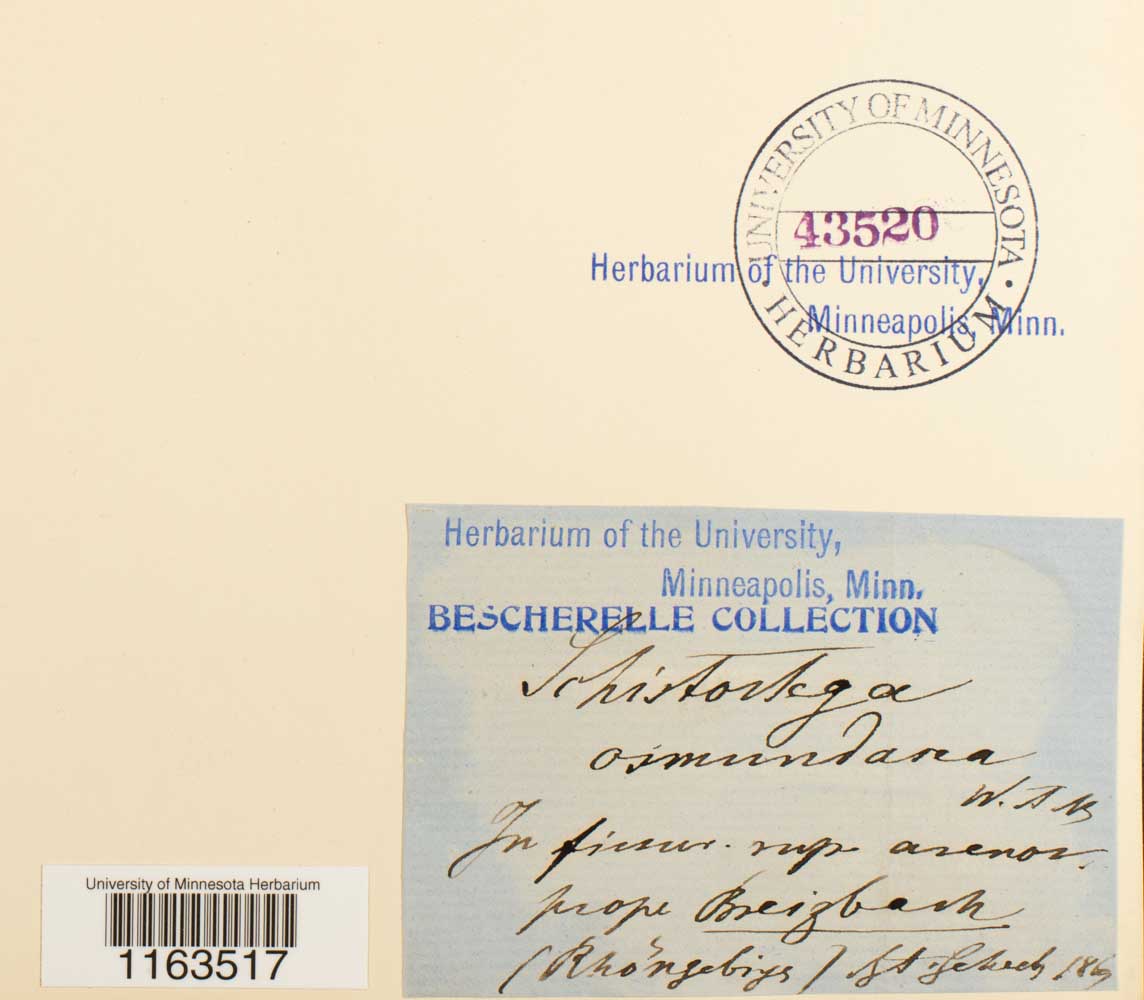 UNIVERSITY OF MINNESOTA
HERBARIUM
43520
Herbarium of the University,
Minneapolis, Minn.
Herbarium of the University,
Minneapolis, Minn.
BESCHERELLE COLLECTION
Schistostega
osmundacea
W. & M
In fissur. rup. arenos.
prope
(Rhöngebirge)
University of Minnesota Herbarium
1163517